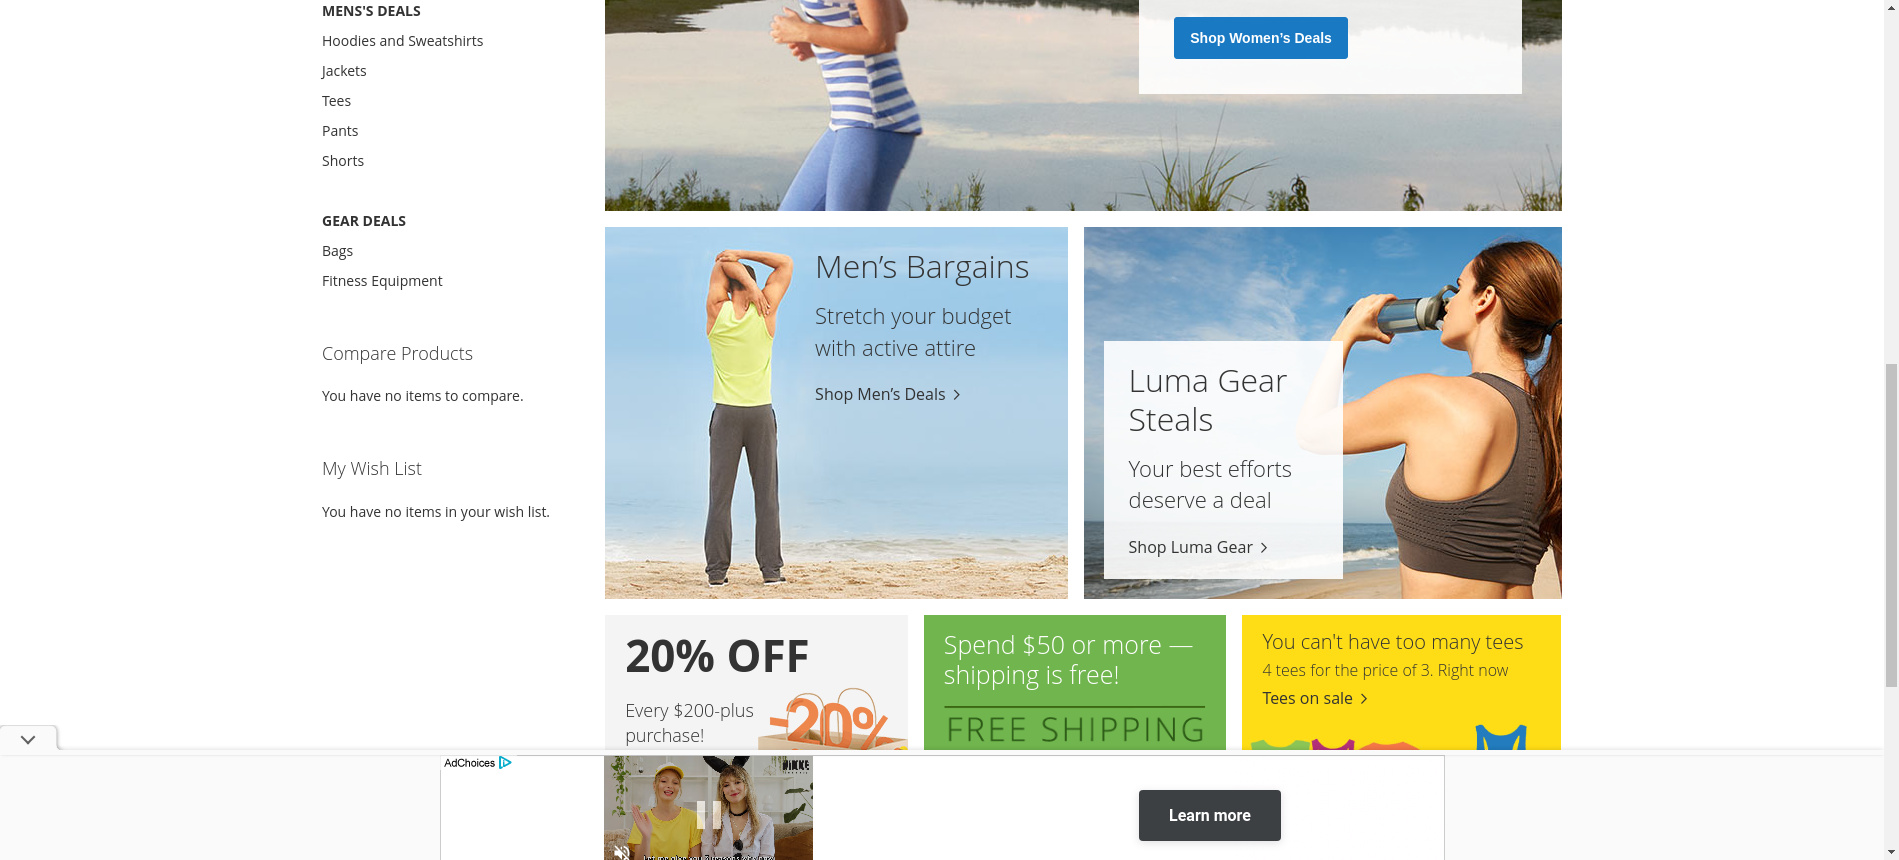 MENS'S DEALS
Hoodies and Sweatshirts
Jackets
Tees
Pants
Shorts
GEAR DEALS
Bags
Fitness Equipment
Compare Products
You have no items to compare.
My Wish List
You have no items in your wish list.
Shop Women’s Deals
Men’s Bargains
Stretch your budget
with active attire
Shop Men’s Deals
Luma Gear
Steals
Your best efforts
deserve a deal
Shop Luma Gear
20% OFF
Every $200-plus
purchase!
-20%
Spend $50 or more —
shipping is free!
FREE SHIPPING
You can't have too many tees
4 tees for the price of 3. Right now
Tees on sale
AdChoices
Learn more